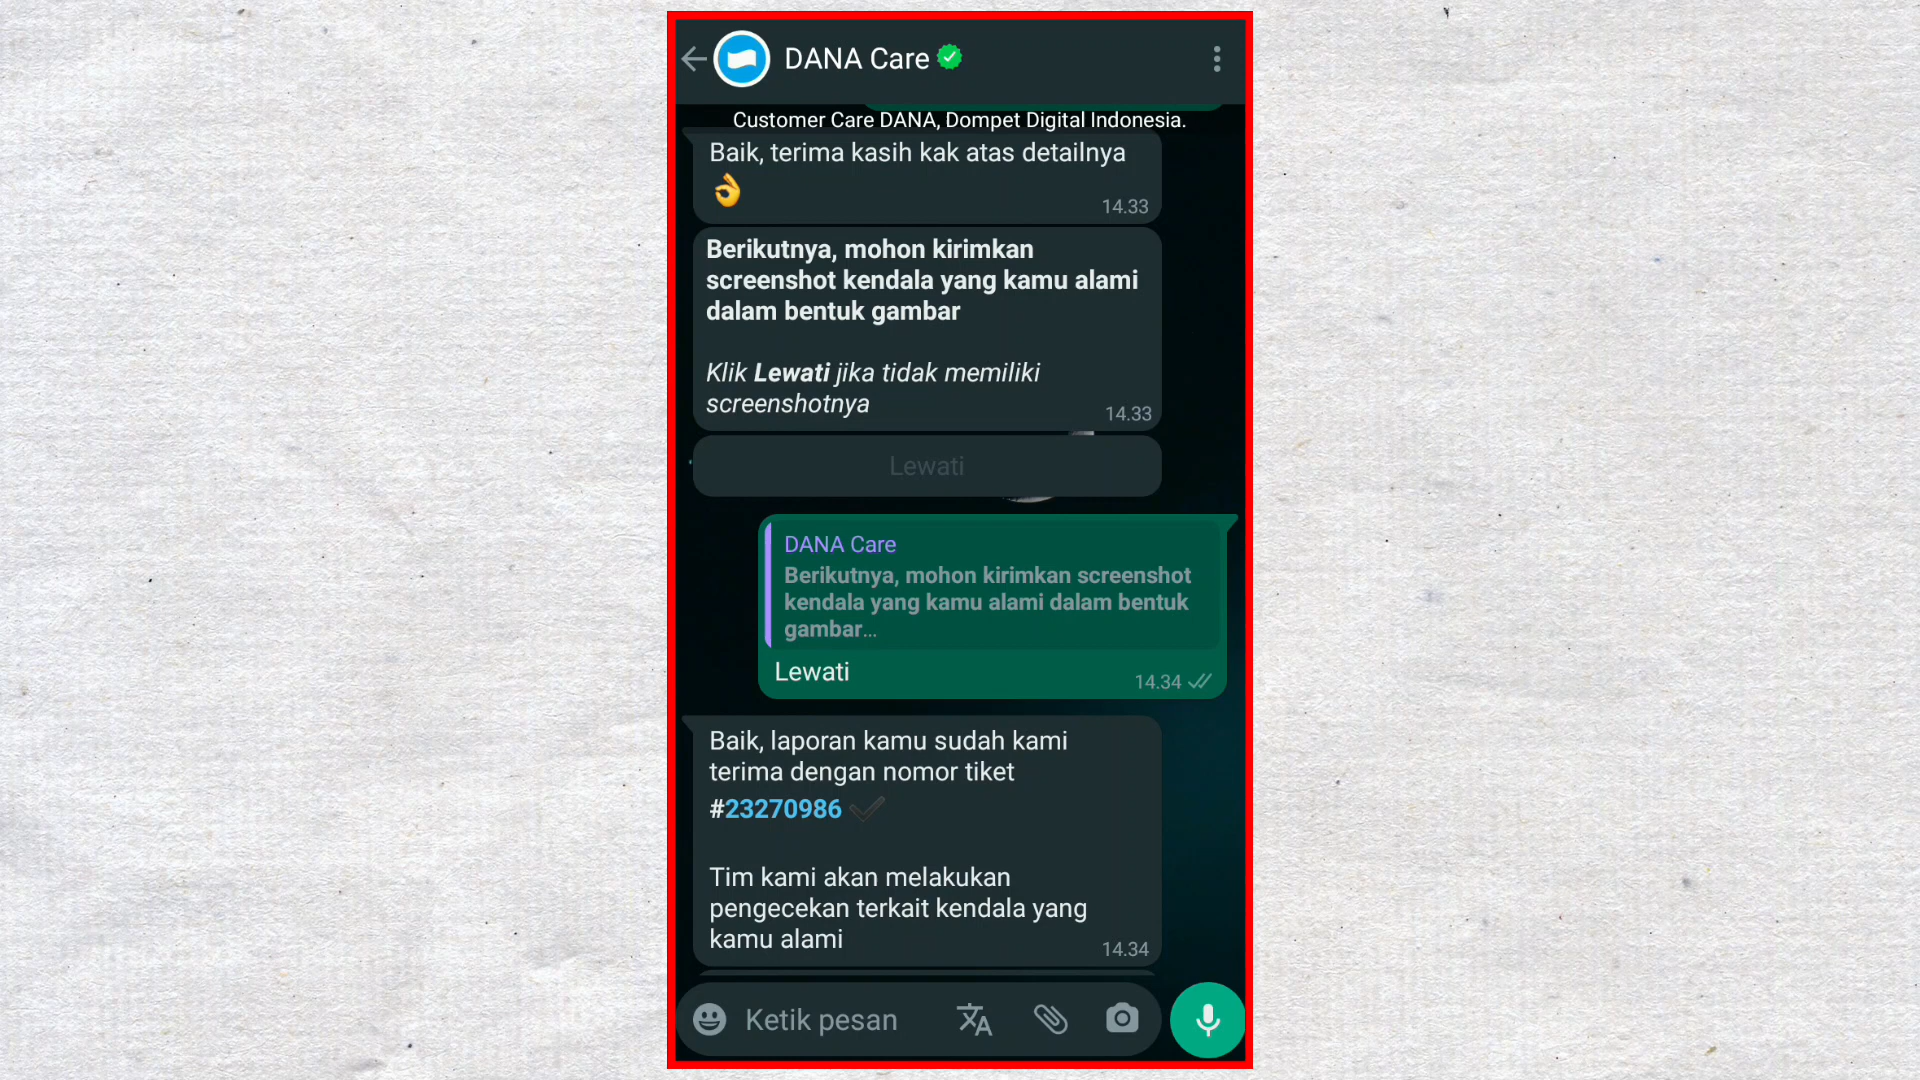 DANA Care
Customer Care DANA, Dompet Digital Indonesia.
Baik, terima kasih kak atas detailnya
👌
14.33
Berikutnya, mohon kirimkan
screenshot kendala yang kamu alami
dalam bentuk gambar
Klik Lewati jika tidak memiliki
screenshotnya
14.33
Lewati
DANA Care
Berikutnya, mohon kirimkan screenshot
kendala yang kamu alami dalam bentuk
gambar...
Lewati
14.34
Baik, laporan kamu sudah kami
terima dengan nomor tiket
#23270986 ✔
Tim kami akan melakukan
pengecekan terkait kendala yang
kamu alami
14.34
Ketik pesan